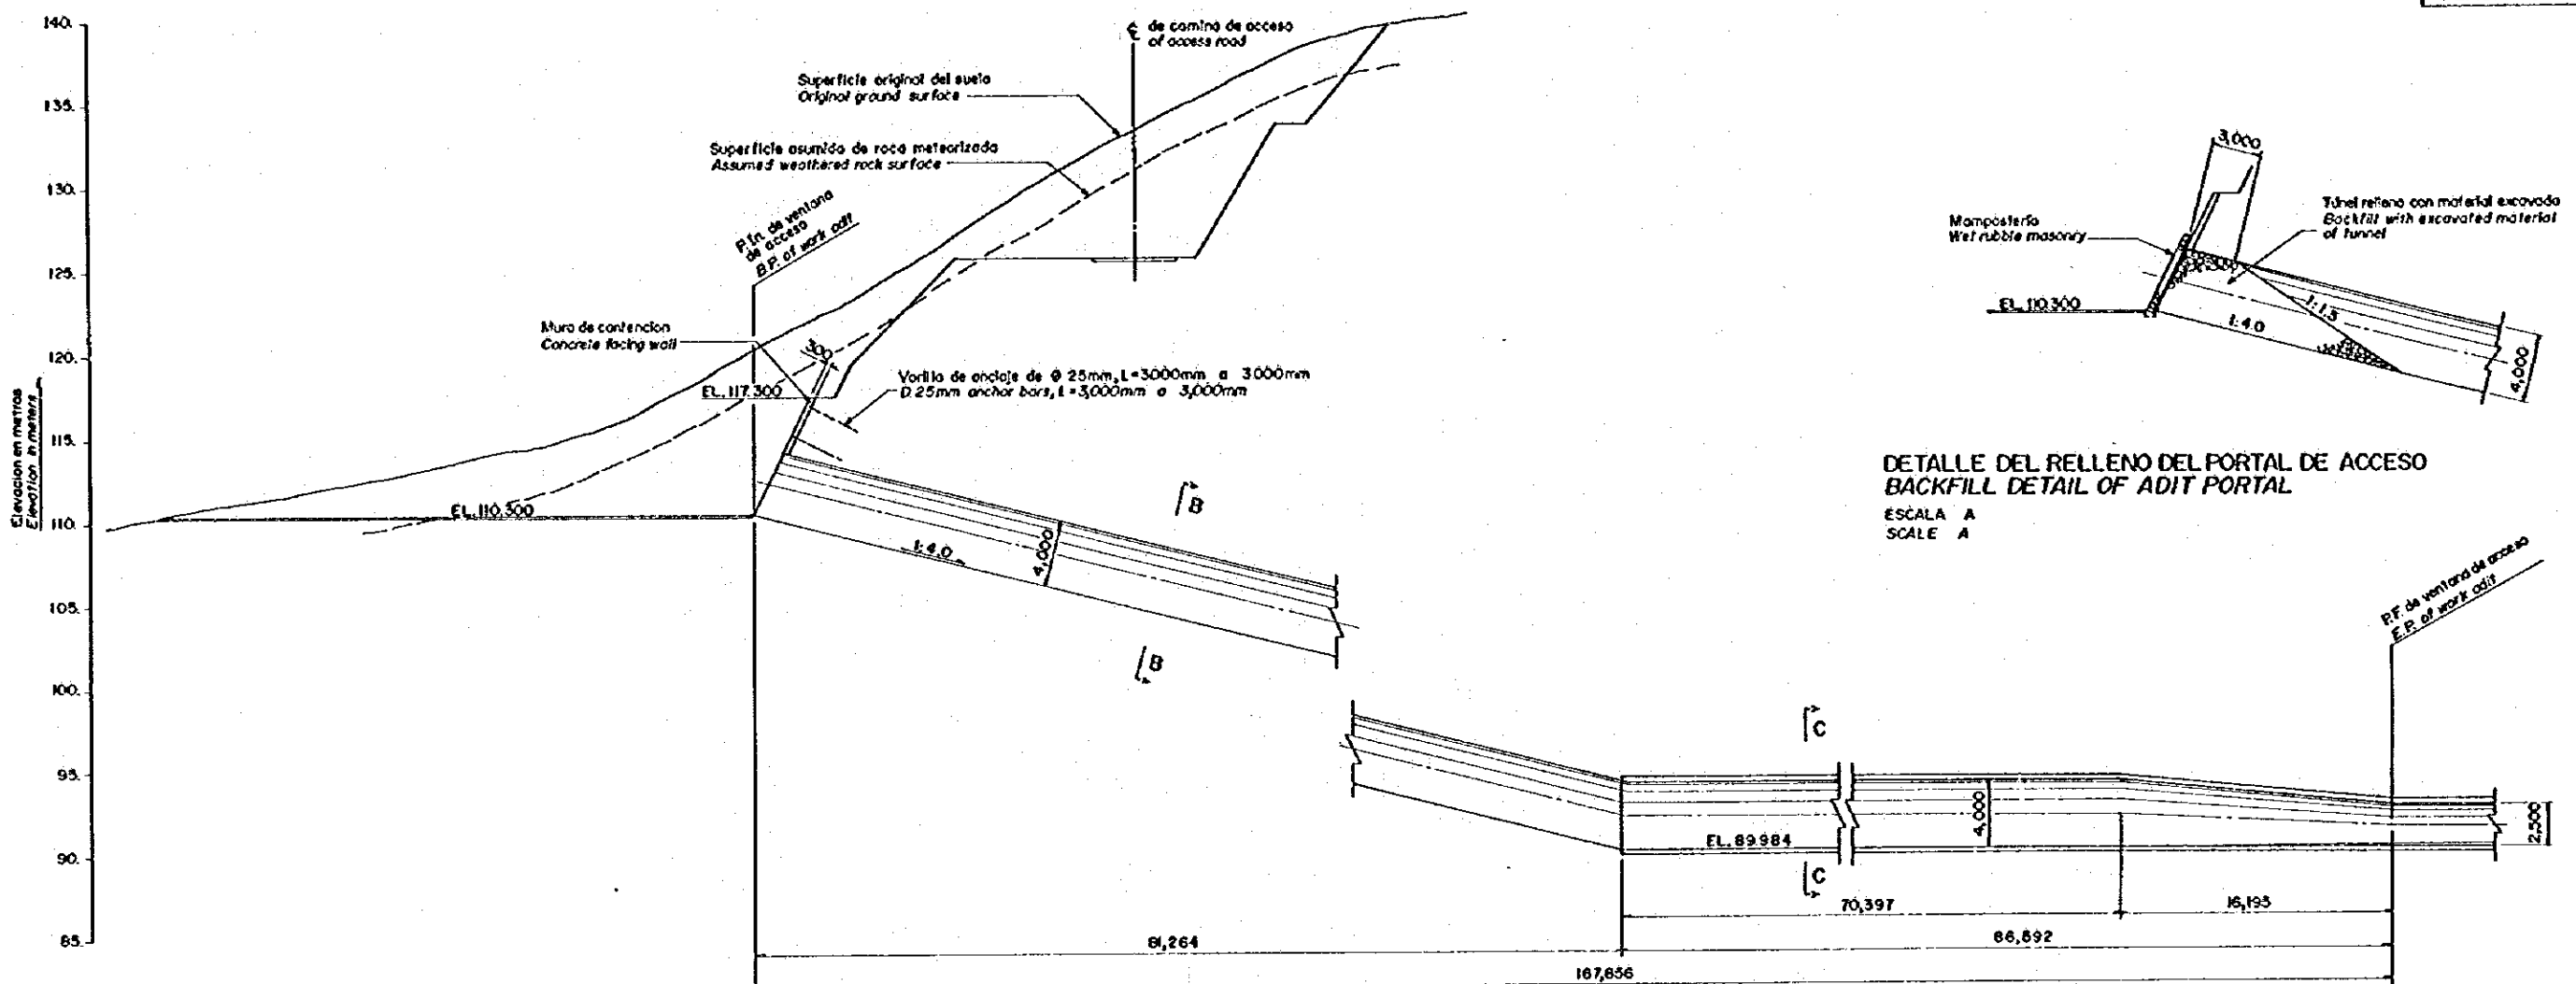 140.
135.
130.
125.
120.
115.
110.
105.
100.
95.
90.
85.
Elevacion en metros
Elevation in meters
℄ de camino de acceso
of access road
Superficie original del suelo
Original ground surface
Superficie asumida de roca meteorizada
Assumed weathered rock surface
P.In. de ventana
de acceso
B.P. of work adit
Muro de contencion
Concrete facing wall
300
EL. 117.300
Varilla de anclaje de Ø 25mm, L=3000mm a 3.000mm
D.25mm anchor bars, L=3,000mm a 3,000mm
EL. 110.300
1:4.0
4,000
B
B
3,000
Mamposteria
Wet rubble masonry
Túnel relleno con material excavado
Backfill with excavated material
of tunnel
EL. 110.300
1:1.5
1:4.0
4,000
DETALLE DEL RELLENO DEL PORTAL DE ACCESO
BACKFILL DETAIL OF ADIT PORTAL
ESCALA A
SCALE A
P.F. de ventana de acceso
E.P. of work adit
C
C
EL. 89.984
4,000
2,500
70,397
16,195
81,264
86,592
167,856